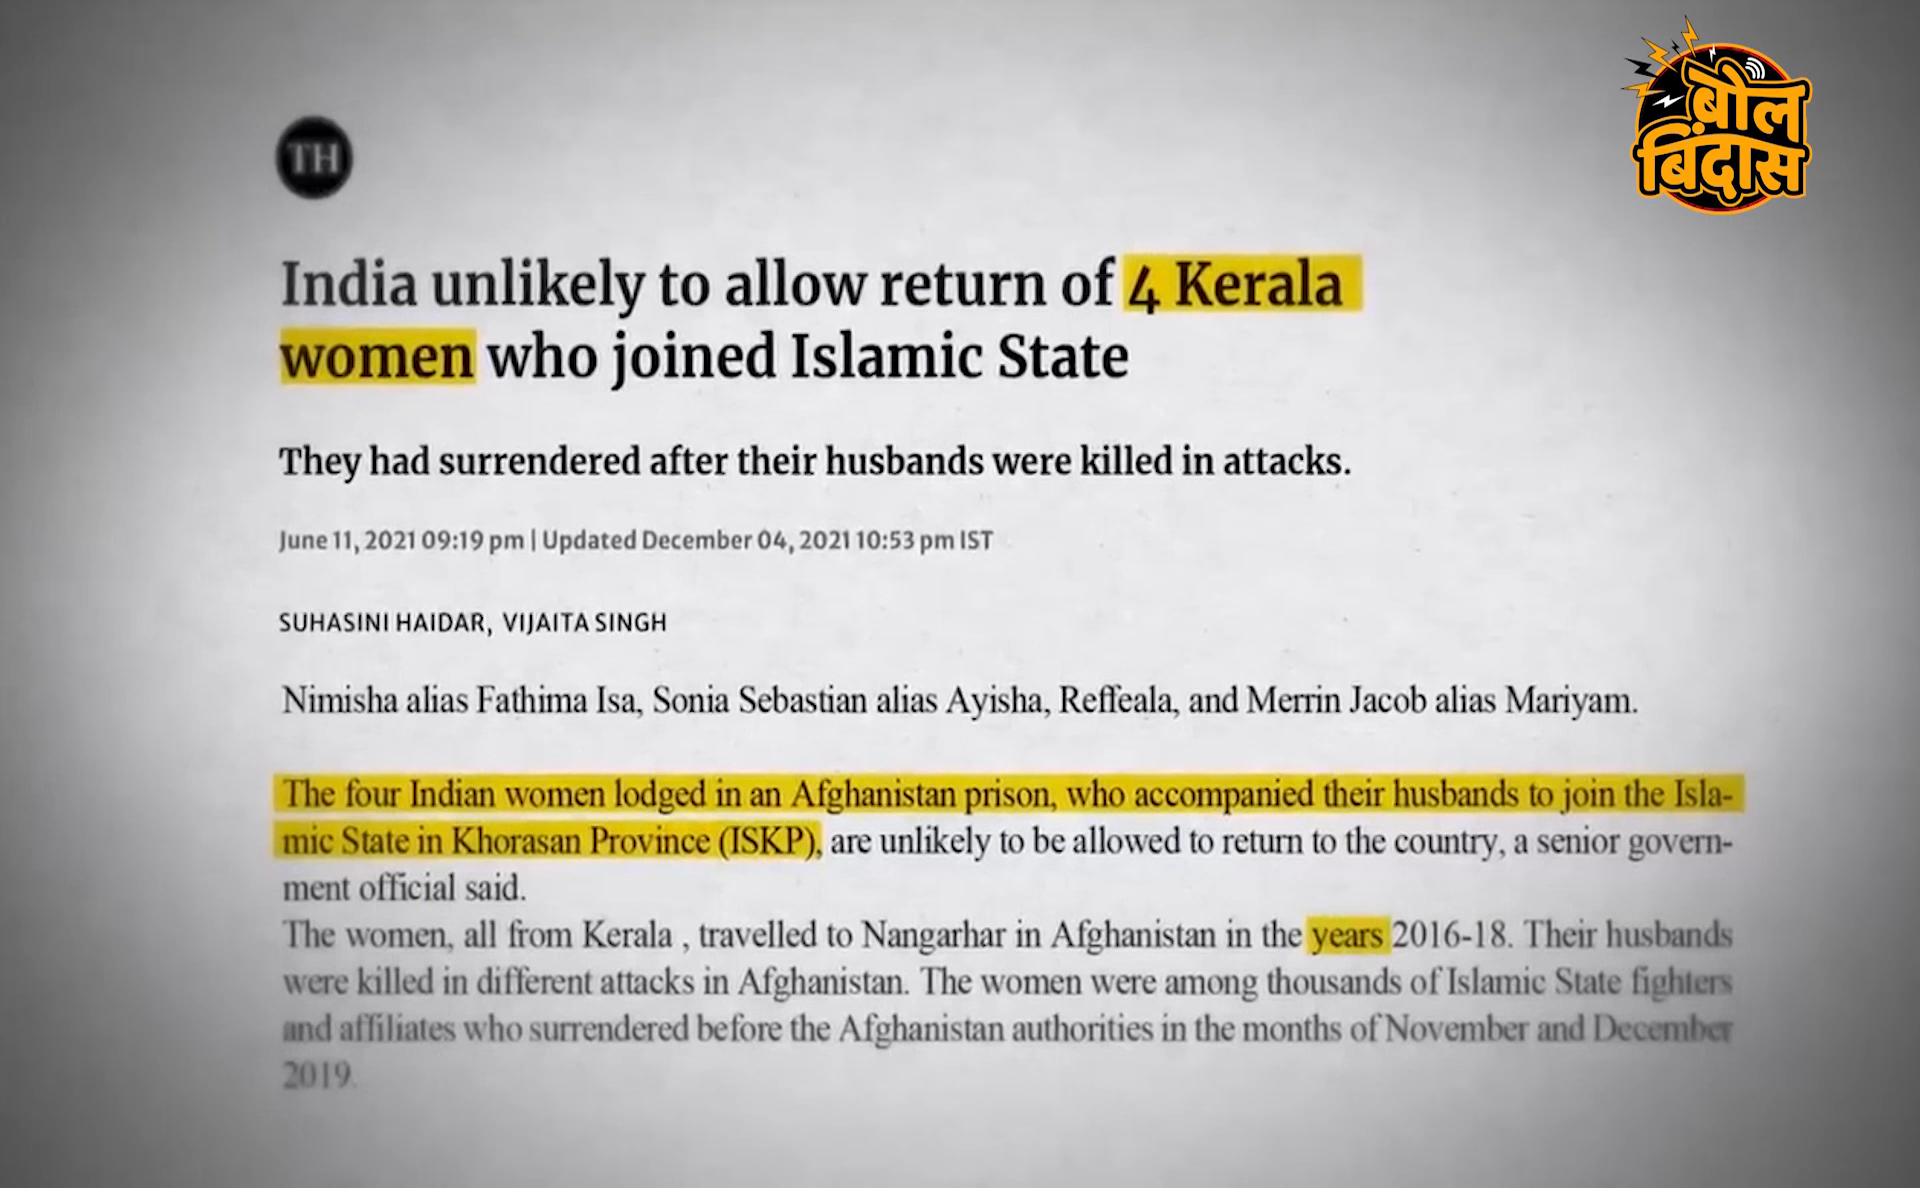 बोल
बिंदास
TH
India unlikely to allow return of 4 Kerala
women who joined Islamic State
They had surrendered after their husbands were killed in attacks.
June 11, 2021 09:19 pm | Updated December 04, 2021 10:53 pm IST
SUHASINI HAIDAR, VIJAITA SINGH
Nimisha alias Fathima Isa, Sonia Sebastian alias Ayisha, Reffeala, and Merrin Jacob alias Mariyam.
The four Indian women lodged in an Afghanistan prison, who accompanied their husbands to join the Isla-
mic State in Khorasan Province (ISKP), are unlikely to be allowed to return to the country, a senior govern-
ment official said.
The women, all from Kerala , travelled to Nangarhar in Afghanistan in the years 2016-18. Their husbands
were killed in different attacks in Afghanistan. The women were among thousands of Islamic State fighters
and affiliates who surrendered before the Afghanistan authorities in the months of November and December
2019.